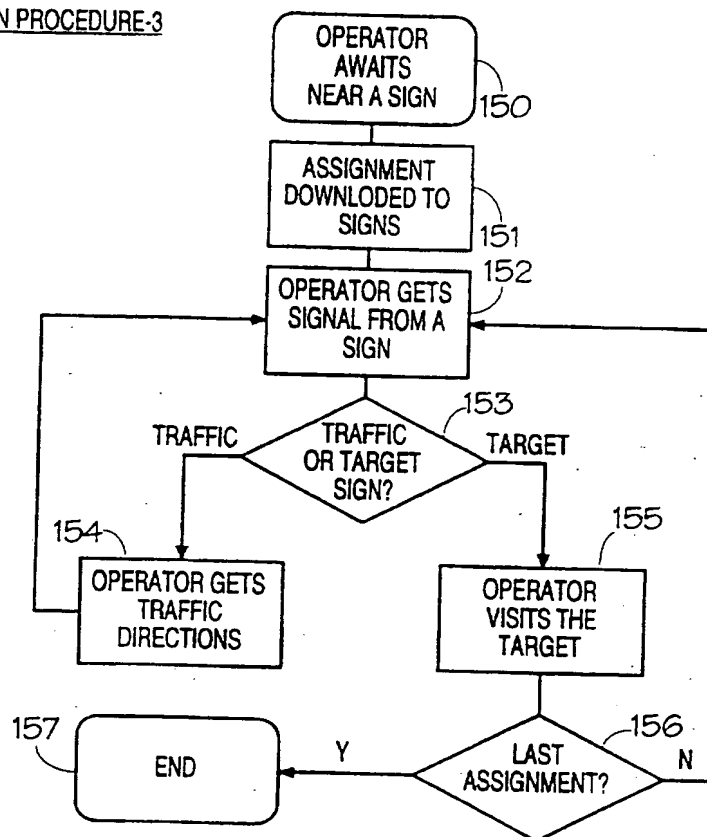 N PROCEDURE-3
OPERATOR
AWAITS
NEAR A SIGN
150
ASSIGNMENT
DOWNLODED TO
SIGNS
151
152
OPERATOR GETS
SIGNAL FROM A
SIGN
153
TRAFFIC
TRAFFIC
OR TARGET
SIGN?
TARGET
154
OPERATOR GETS
TRAFFIC
DIRECTIONS
155
OPERATOR
VISITS THE
TARGET
157
END
Y
156
LAST
ASSIGNMENT?
N